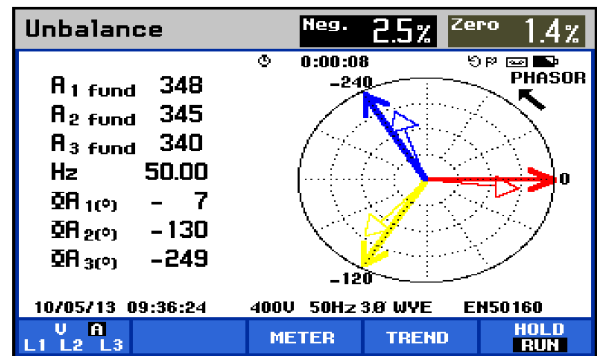 Unbalance Neg. 2.5% Zero 1.4%
0:00:08
PHASOR
-240
0
-120
A1 fund 348
A2 fund 345
A3 fund 340
Hz 50.00
ΦA1(°) - 7
ΦA2(°) -130
ΦA3(°) -249
10/05/13 09:36:24 400V 50Hz 3Ø WYE EN50160
V A
L1 L2 L3
METER
TREND
HOLD
RUN